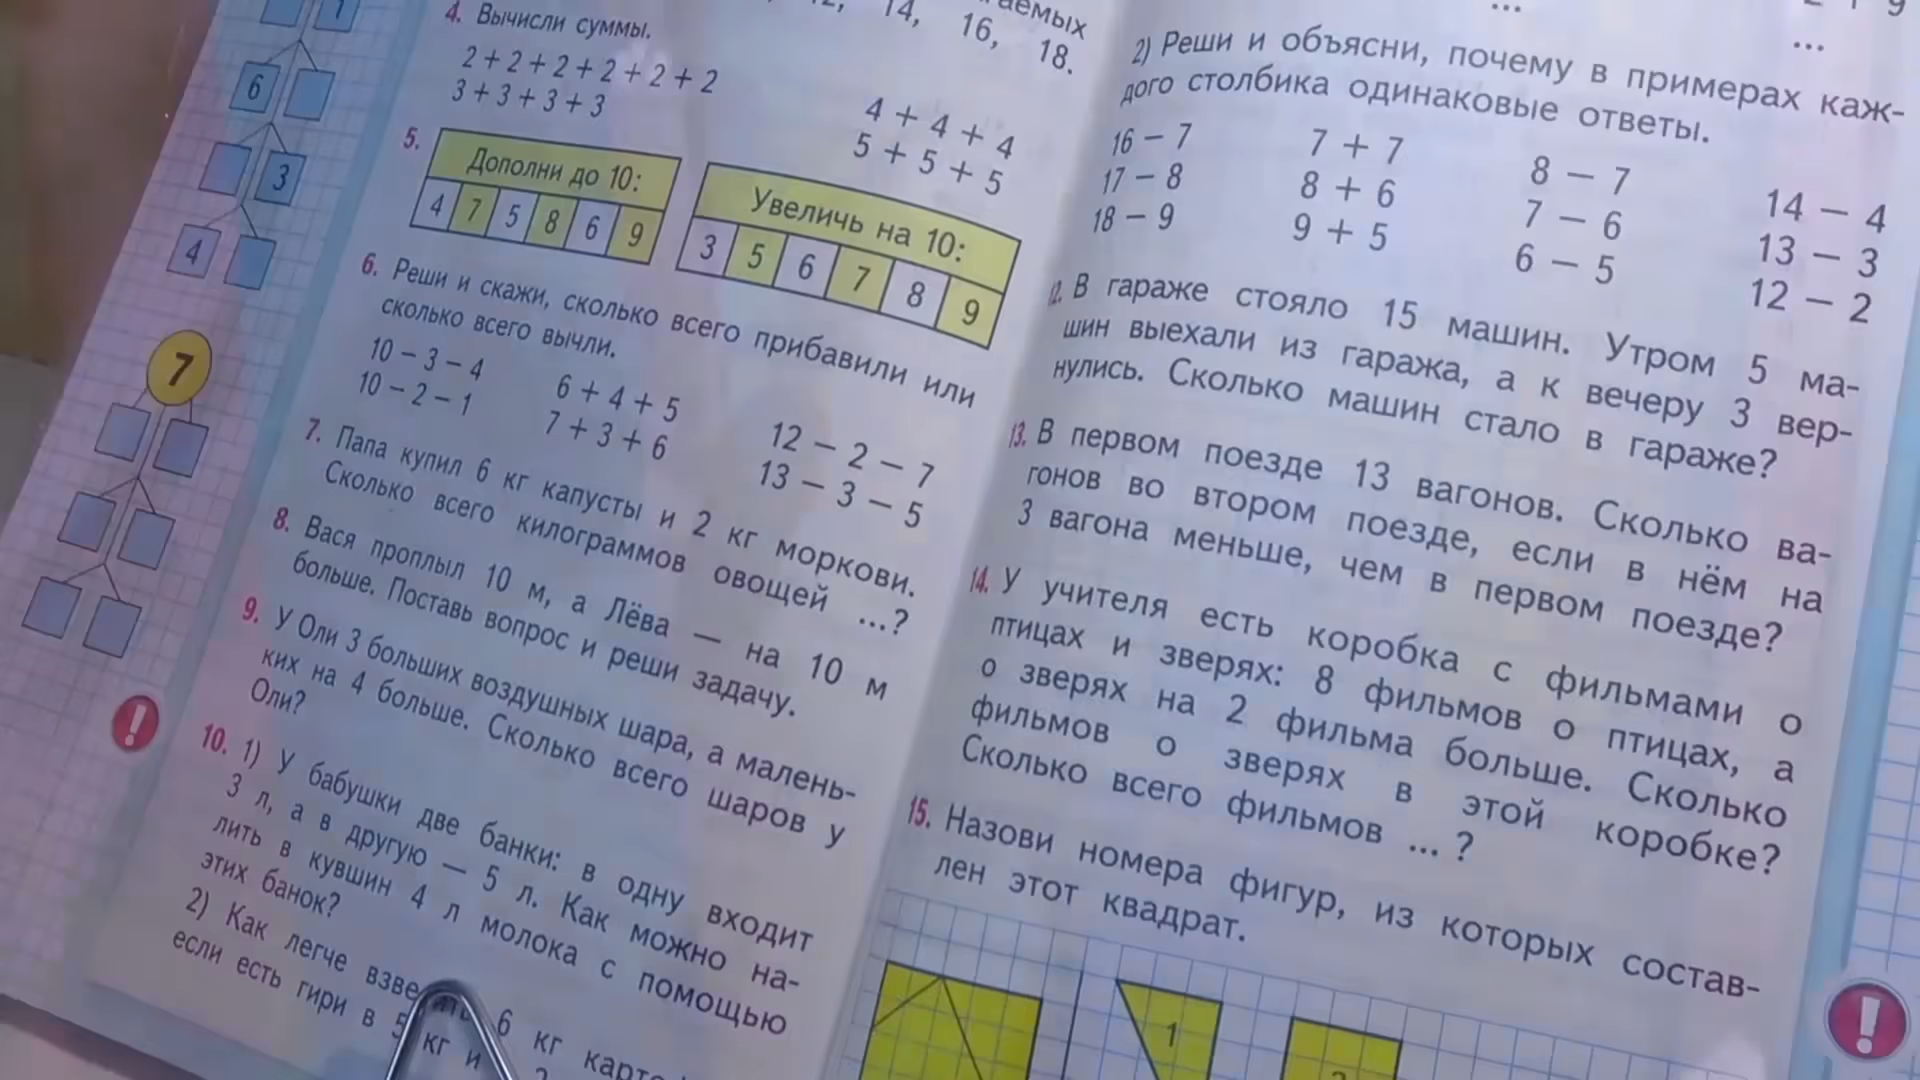 14, 16, 18.
4. Вычисли суммы.
2 + 2 + 2 + 2 + 2 + 2
3 + 3 + 3 + 3
4 + 4 + 4
5 + 5 + 5
5.
Дополни до 10:
4 7 5 8 6 9
Увеличь на 10:
3 5 6 7 8 9
6. Реши и скажи, сколько всего прибавили или
сколько всего вычли.
10 − 3 − 4
10 − 2 − 1
6 + 4 + 5
7 + 3 + 6
12 − 2 − 7
13 − 3 − 5
7. Папа купил 6 кг капусты и 2 кг моркови.
Сколько всего килограммов овощей ...?
8. Вася проплыл 10 м, а Лёва — на 10 м
больше. Поставь вопрос и реши задачу.
9. У Оли 3 больших воздушных шара, а малень-
ких на 4 больше. Сколько всего шаров у
Оли?
10. 1) У бабушки две банки: в одну входит
3 л, а в другую — 5 л. Как можно на-
лить в кувшин 4 л молока с помощью
этих банок?
2) Как легче 6 кг
если есть гири в 5 кг и
6
3
4
7
!
...
...
2) Реши и объясни, почему в примерах каж-
дого столбика одинаковые ответы.
16 − 7
17 − 8
18 − 9
7 + 7
8 + 6
9 + 5
8 − 7
7 − 6
6 − 5
14 − 4
13 − 3
12 − 2
12. В гараже стояло 15 машин. Утром 5 ма-
шин выехали из гаража, а к вечеру 3 вер-
нулись. Сколько машин стало в гараже?
13. В первом поезде 13 вагонов. Сколько ва-
гонов во втором поезде, если в нём на
3 вагона меньше, чем в первом поезде?
14. У учителя есть коробка с фильмами о
птицах и зверях: 8 фильмов о птицах, а
о зверях на 2 фильма больше. Сколько
фильмов о зверях в этой коробке?
Сколько всего фильмов ... ?
15. Назови номера фигур, из которых состав-
лен этот квадрат.
1
!